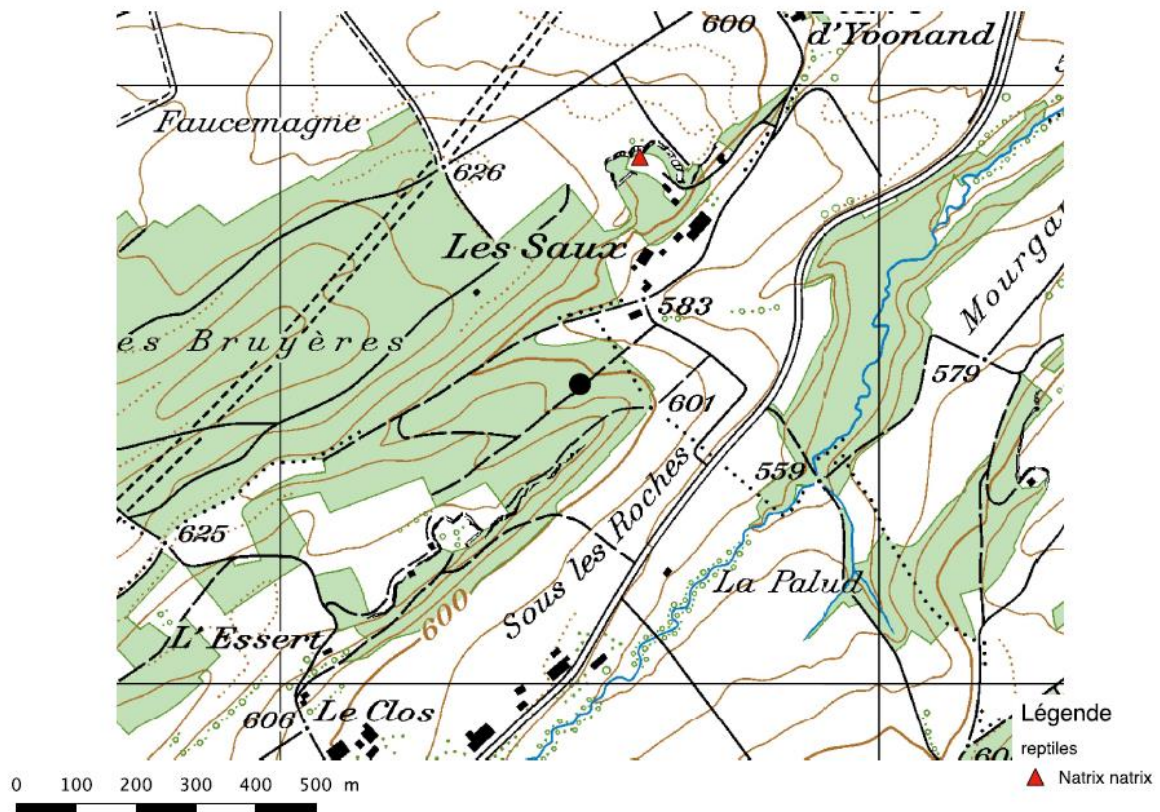 600
d'Yvonand
Faucemagne
626
Les Saux
583
es Bruyères
Mourga
579
601
559
625
Sous les Roches
La Palud
600
L'Essert
606
Le Clos
Légende
reptiles
Natrix natrix
0 100 200 300 400 500 m